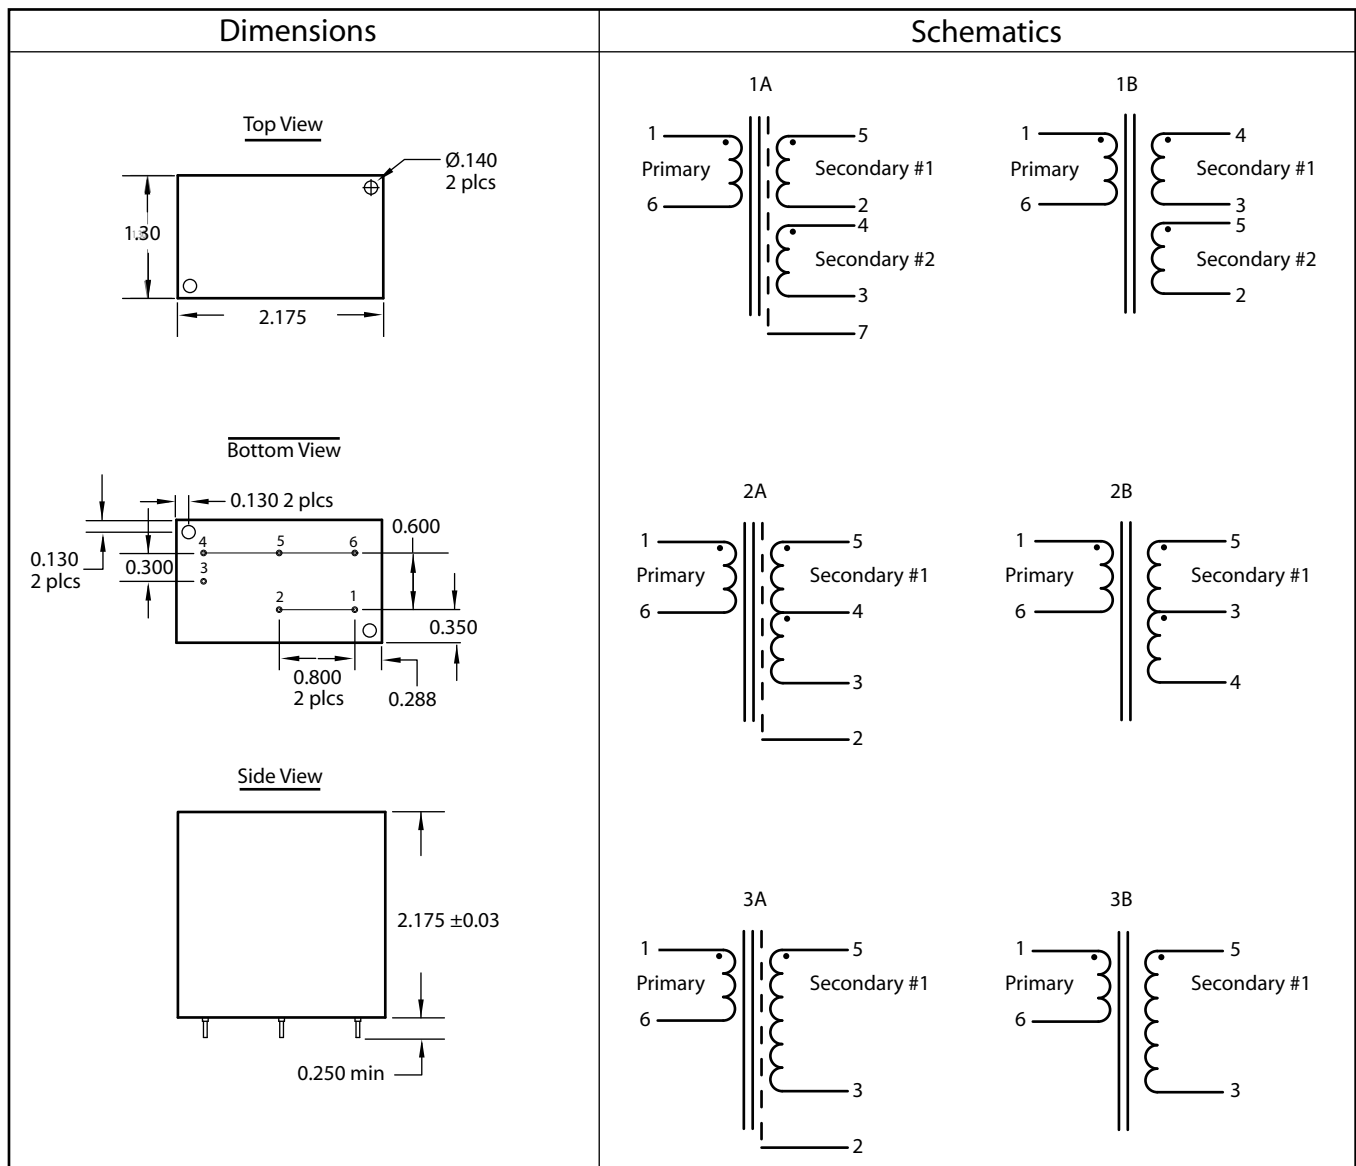 Dimensions
Schematics
Top View
Ø.140
2 plcs
1.30
2.175
Bottom View
0.130 2 plcs
0.600
0.130
2 plcs
0.300
4
5
6
3
2
1
0.350
0.800
2 plcs
0.288
Side View
2.175 ±0.03
0.250 min
1A
1
Primary
6
5
Secondary #1
2
4
Secondary #2
3
7
1B
1
Primary
6
4
Secondary #1
3
5
Secondary #2
2
2A
1
Primary
6
5
Secondary #1
4
3
2
2B
1
Primary
6
5
Secondary #1
3
4
3A
1
Primary
6
5
Secondary #1
3
2
3B
1
Primary
6
5
Secondary #1
3